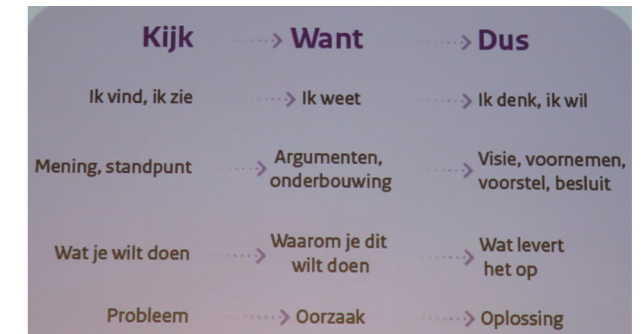 Kijk Want Dus
Ik vind, ik zie Ik weet Ik denk, ik wil
Mening, standpunt Argumenten, onderbouwing Visie, voornemen, voorstel, besluit
Wat je wilt doen Waarom je dit wilt doen Wat levert het op
Probleem Oorzaak Oplossing